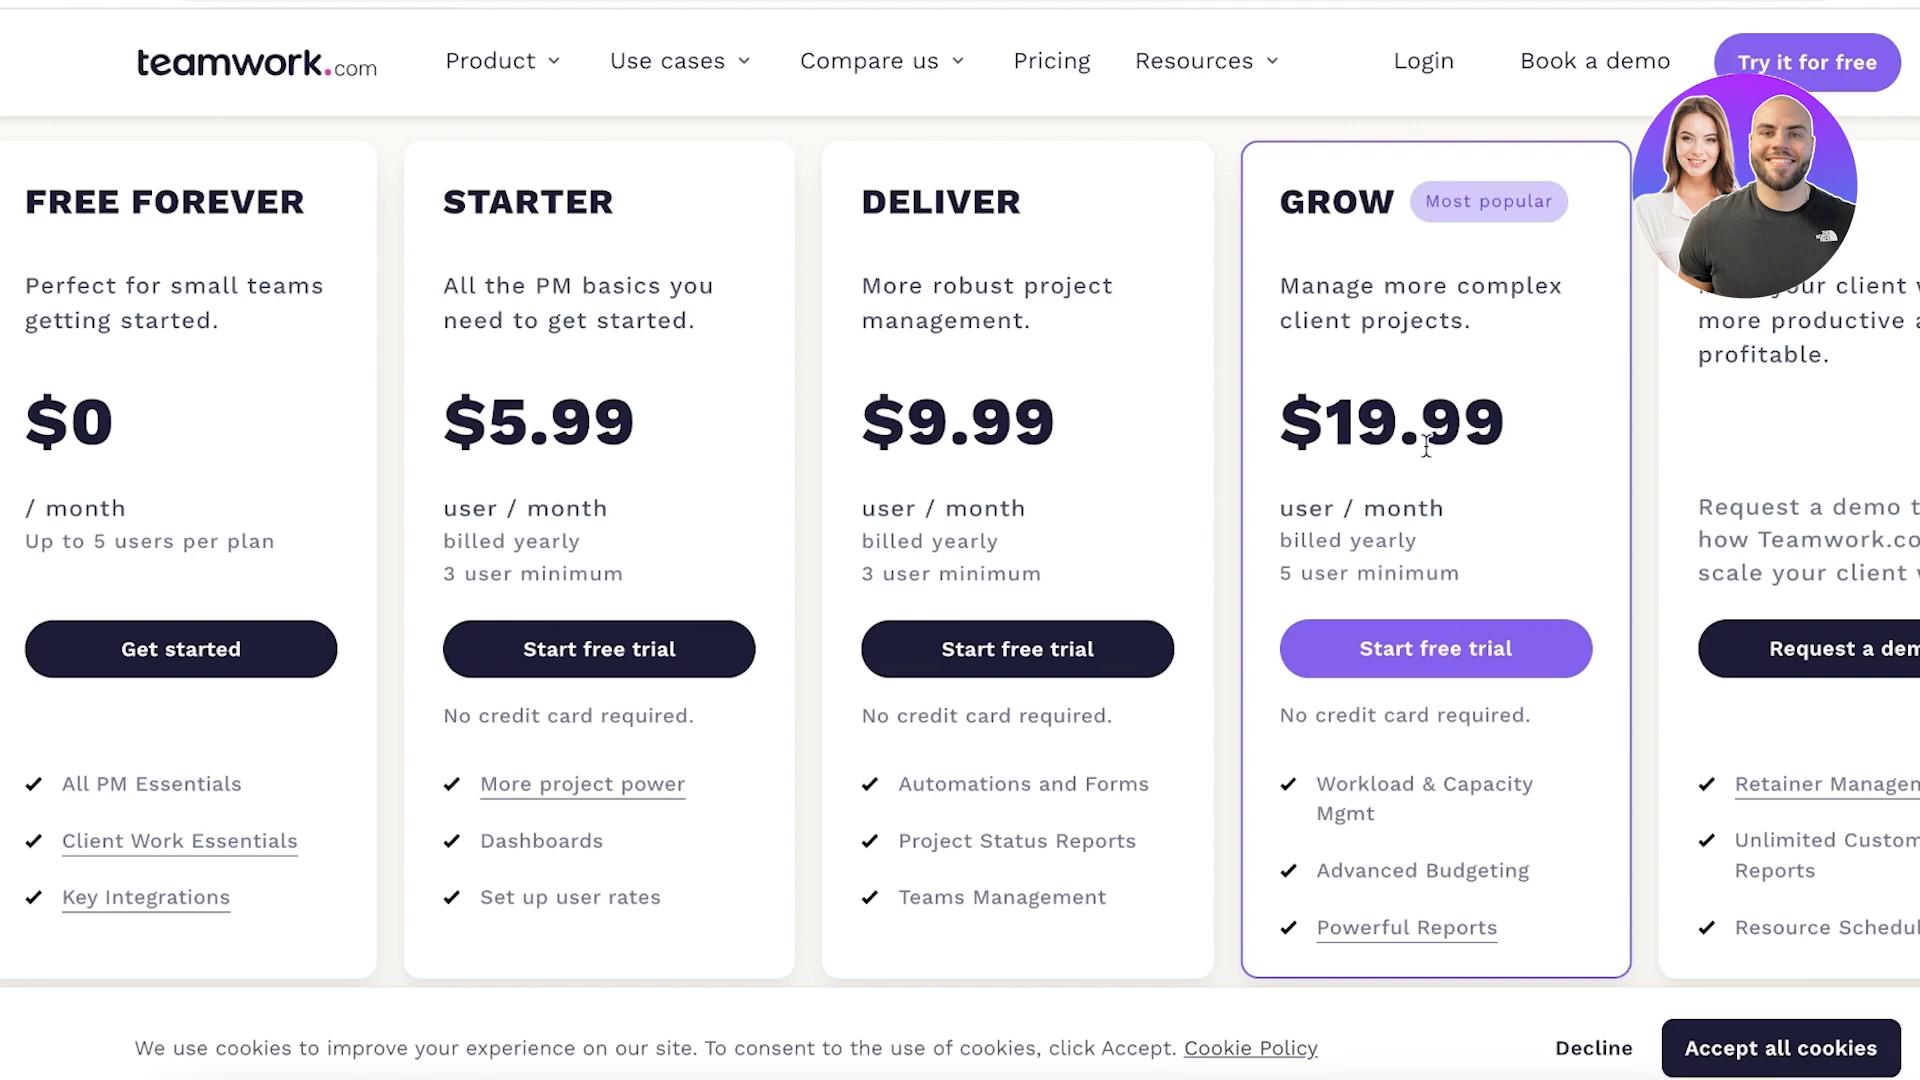 teamwork.com
Product
Use cases
Compare us
Pricing
Resources
Login
Book a demo
Try it for free
FREE FOREVER
Perfect for small teams
getting started.
$0
/ month
Up to 5 users per plan
Get started
All PM Essentials
Client Work Essentials
Key Integrations
STARTER
All the PM basics you
need to get started.
$5.99
user / month
billed yearly
3 user minimum
Start free trial
No credit card required.
More project power
Dashboards
Set up user rates
DELIVER
More robust project
management.
$9.99
user / month
billed yearly
3 user minimum
Start free trial
No credit card required.
Automations and Forms
Project Status Reports
Teams Management
GROW
Most popular
Manage more complex
client projects.
$19.99
user / month
billed yearly
5 user minimum
Start free trial
No credit card required.
Workload & Capacity
Mgmt
Advanced Budgeting
Powerful Reports
client
more productive
profitable.
Request a demo
how
scale your client
Request a
Retainer
Unlimited
Reports
Resource
THE NORTH FACE
We use cookies to improve your experience on our site. To consent to the use of cookies, click Accept. Cookie Policy
Decline
Accept all cookies